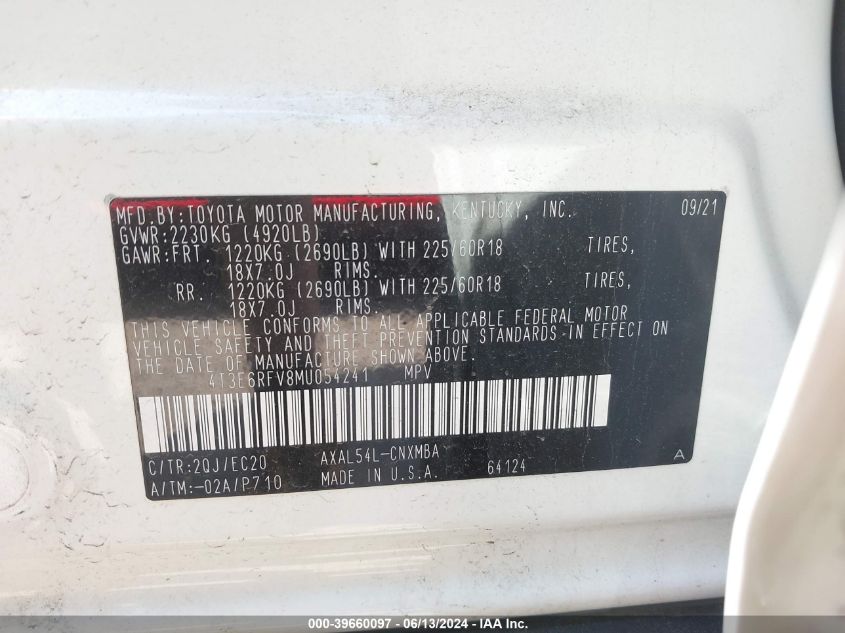 MFD.BY:TOYOTA MOTOR MANUFACTURING, KENTUCKY, INC. 09/21
GVWR:2230KG (4920LB)
GAWR:FRT. 1220KG (2690LB) WITH 225/60R18 TIRES,
18X7.0J RIMS.
RR. 1220KG (2690LB) WITH 225/60R18 TIRES,
18X7.0J RIMS.
THIS VEHICLE CONFORMS TO ALL APPLICABLE FEDERAL MOTOR
VEHICLE SAFETY AND THEFT PREVENTION STANDARDS IN EFFECT ON
THE DATE OF MANUFACTURE SHOWN ABOVE.
4T3E6RFV8MU054241 MPV
C/TR:2QJ/EC20 AXAL54L-CNXMBA
A/TM:-02A/P710 MADE IN U.S.A. 64124 A
000-39660097 - 06/13/2024 - IAA Inc.